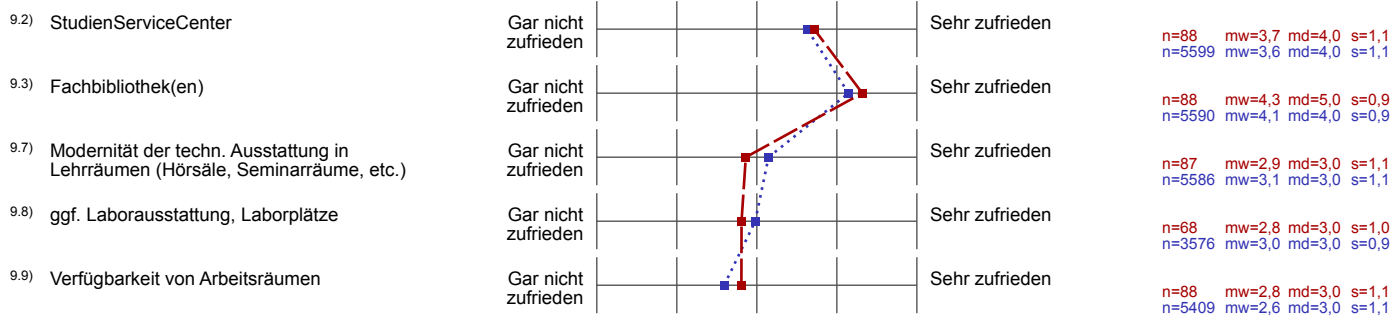 9.2) StudienServiceCenter
Gar nicht
zufrieden
Sehr zufrieden
n=88 mw=3,7 md=4,0 s=1,1
n=5599 mw=3,6 md=4,0 s=1,1
9.3) Fachbibliothek(en)
Gar nicht
zufrieden
Sehr zufrieden
n=88 mw=4,3 md=5,0 s=0,9
n=5590 mw=4,1 md=4,0 s=0,9
9.7) Modernität der techn. Ausstattung in
Lehrräumen (Hörsäle, Seminarräume, etc.)
Gar nicht
zufrieden
Sehr zufrieden
n=87 mw=2,9 md=3,0 s=1,1
n=5586 mw=3,1 md=3,0 s=1,1
9.8) ggf. Laborausstattung, Laborplätze
Gar nicht
zufrieden
Sehr zufrieden
n=68 mw=2,8 md=3,0 s=1,0
n=3576 mw=3,0 md=3,0 s=0,9
9.9) Verfügbarkeit von Arbeitsräumen
Gar nicht
zufrieden
Sehr zufrieden
n=88 mw=2,8 md=3,0 s=1,1
n=5409 mw=2,6 md=3,0 s=1,1